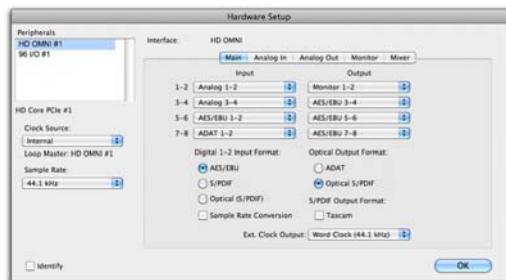 Hardware Setup
Peripherals
HD OMNI #1
96 I/O #1
HD Core PCIe #1
Clock Source:
Internal
Loop Master: HD OMNI #1
Sample Rate:
44.1 kHz
Identify
Interface: HD OMNI
Main Analog In Analog Out Monitor Mixer
Input Output
1-2 Analog 1-2 Monitor 1-2
3-4 Analog 3-4 AES/EBU 3-4
5-6 AES/EBU 1-2 AES/EBU 5-6
7-8 ADAT 1-2 AES/EBU 7-8
Digital 1-2 Input Format:
AES/EBU
S/PDIF
Optical (S/PDIF)
Sample Rate Conversion
Optical Output Format:
ADAT
Optical S/PDIF
S/PDIF Output Format:
Tascam
Ext. Clock Output: Word Clock (44.1 kHz)
OK